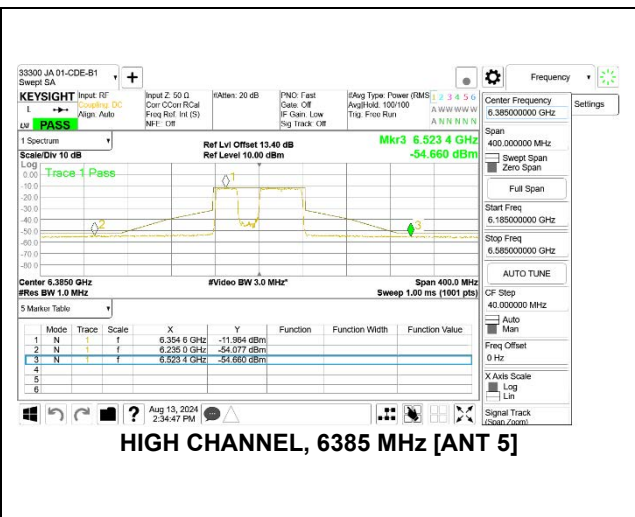 33300 JA 01-CDE-B1
Swept SA
Frequency
KEYSIGHT
Input: RF
Coupling: DC
Align: Auto
Input Z: 50 Ω
Corr CCorr RCal
Freq Ref: Int (S)
NFE: Off
#Atten: 20 dB
PNO: Fast
Gate: Off
IF Gain: Low
Sig Track: Off
#Avg Type: Power (RMS
Avg|Hold: 100/100
Trig: Free Run
1 2 3 4 5 6
A W W W W W
A N N N N N
L
PASS
Center Frequency
6.385000000 GHz
Settings
Span
400.000000 MHz
Swept Span
Zero Span
Full Span
Start Freq
6.185000000 GHz
Stop Freq
6.585000000 GHz
AUTO TUNE
CF Step
40.000000 MHz
Auto
Man
Freq Offset
0 Hz
X Axis Scale
Log
Lin
Signal Track
(Span Zoom)
1 Spectrum
Scale/Div 10 dB
Ref Lvl Offset 13.40 dB
Ref Level 10.00 dBm
Mkr3 6.523 4 GHz
-54.660 dBm
Log
Trace 1 Pass
0.00
-10.0
-20.0
-30.0
-40.0
-50.0
-60.0
-70.0
-80.0
1
2
3
Center 6.3850 GHz
#Res BW 1.0 MHz
#Video BW 3.0 MHz*
Span 400.0 MHz
Sweep 1.00 ms (1001 pts)
5 Marker Table
Mode Trace Scale X Y Function Function Width Function Value
1 N 1 f 6.354 6 GHz -11.964 dBm
2 N 1 f 6.235 0 GHz -54.077 dBm
3 N 1 f 6.523 4 GHz -54.660 dBm
4
5
6
?
Aug 13, 2024
2:34:47 PM
HIGH CHANNEL, 6385 MHz [ANT 5]